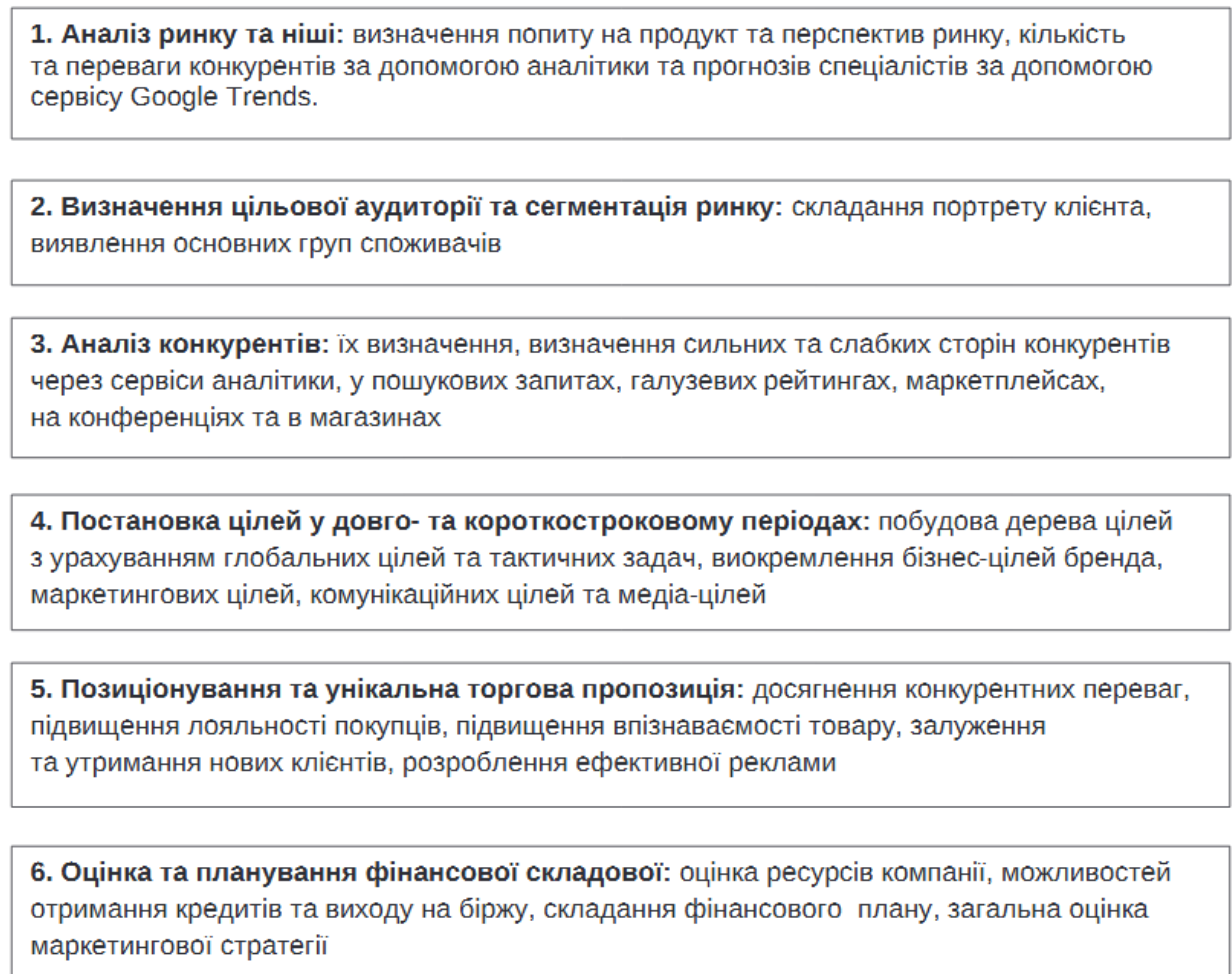 1. Аналіз ринку та ніші: визначення попиту на продукт та перспектив ринку, кількість
та переваги конкурентів за допомогою аналітики та прогнозів спеціалістів за допомогою
сервісу Google Trends.
2. Визначення цільової аудиторії та сегментація ринку: складання портрету клієнта,
виявлення основних груп споживачів
3. Аналіз конкурентів: їх визначення, визначення сильних та слабких сторін конкурентів
через сервіси аналітики, у пошукових запитах, галузевих рейтингах, маркетплейсах,
на конференціях та в магазинах
4. Постановка цілей у довго- та короткостроковому періодах: побудова дерева цілей
з урахуванням глобальних цілей та тактичних задач, виокремлення бізнес-цілей бренда,
маркетингових цілей, комунікаційних цілей та медіа-цілей
5. Позиціонування та унікальна торгова пропозиція: досягнення конкурентних переваг,
підвищення лояльності покупців, підвищення впізнаваємості товару, залуження
та утримання нових клієнтів, розроблення ефективної реклами
6. Оцінка та планування фінансової складової: оцінка ресурсів компанії, можливостей
отримання кредитів та виходу на біржу, складання фінансового плану, загальна оцінка
маркетингової стратегії